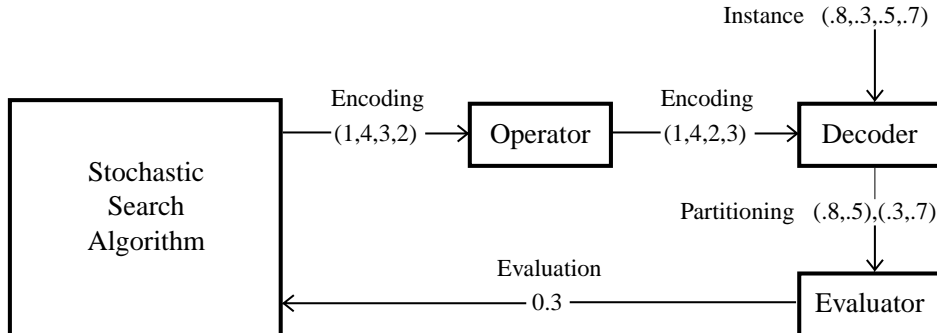 Instance (.8,.3,.5,.7)
Encoding
(1,4,3,2)
Operator
Encoding
(1,4,2,3)
Decoder
Stochastic
Search
Algorithm
Partitioning (.8,.5),(.3,.7)
Evaluation
0.3
Evaluator